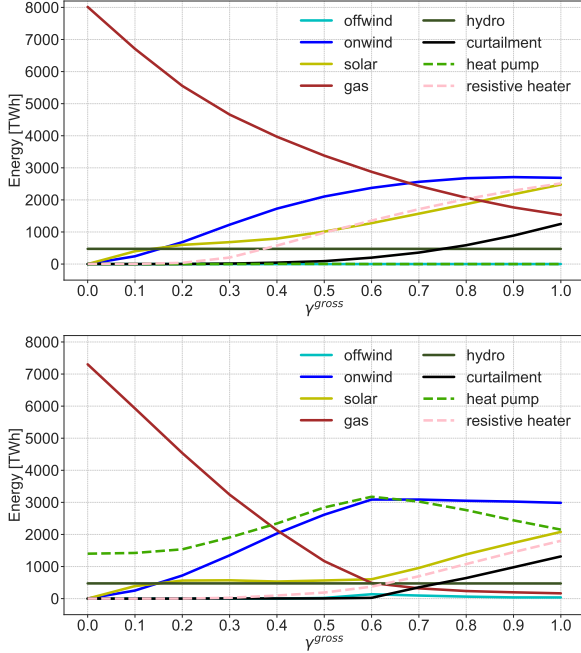 8000
7000
6000
5000
4000
3000
2000
1000
0
Energy [TWh]
offwind
onwind
solar
gas
hydro
curtailment
heat pump
resistive heater
0.0 0.1 0.2 0.3 0.4 0.5 0.6 0.7 0.8 0.9 1.0
γ^gross
8000
7000
6000
5000
4000
3000
2000
1000
0
Energy [TWh]
offwind
onwind
solar
gas
hydro
curtailment
heat pump
resistive heater
0.0 0.1 0.2 0.3 0.4 0.5 0.6 0.7 0.8 0.9 1.0
γ^gross